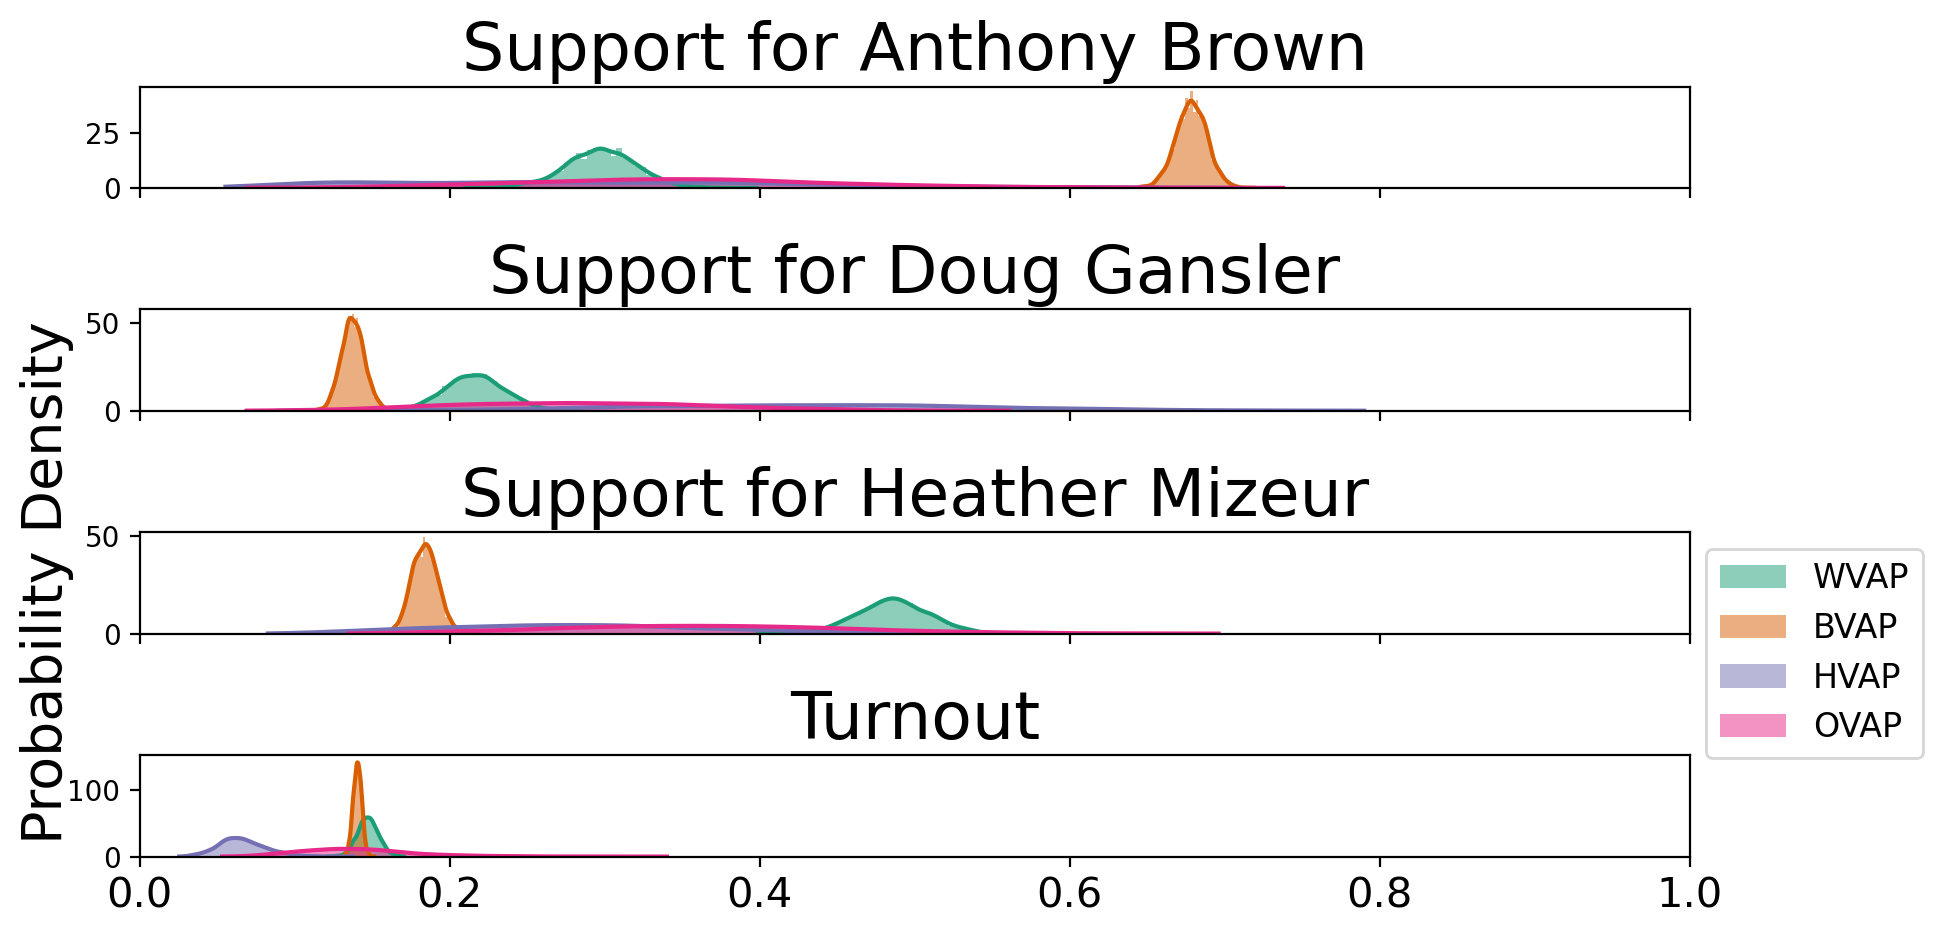 Support for Anthony Brown
25
0
Support for Doug Gansler
50
0
Support for Heather Mizeur
50
0
Turnout
100
0
0.0 0.2 0.4 0.6 0.8 1.0
Probability Density
WVAP
BVAP
HVAP
OVAP